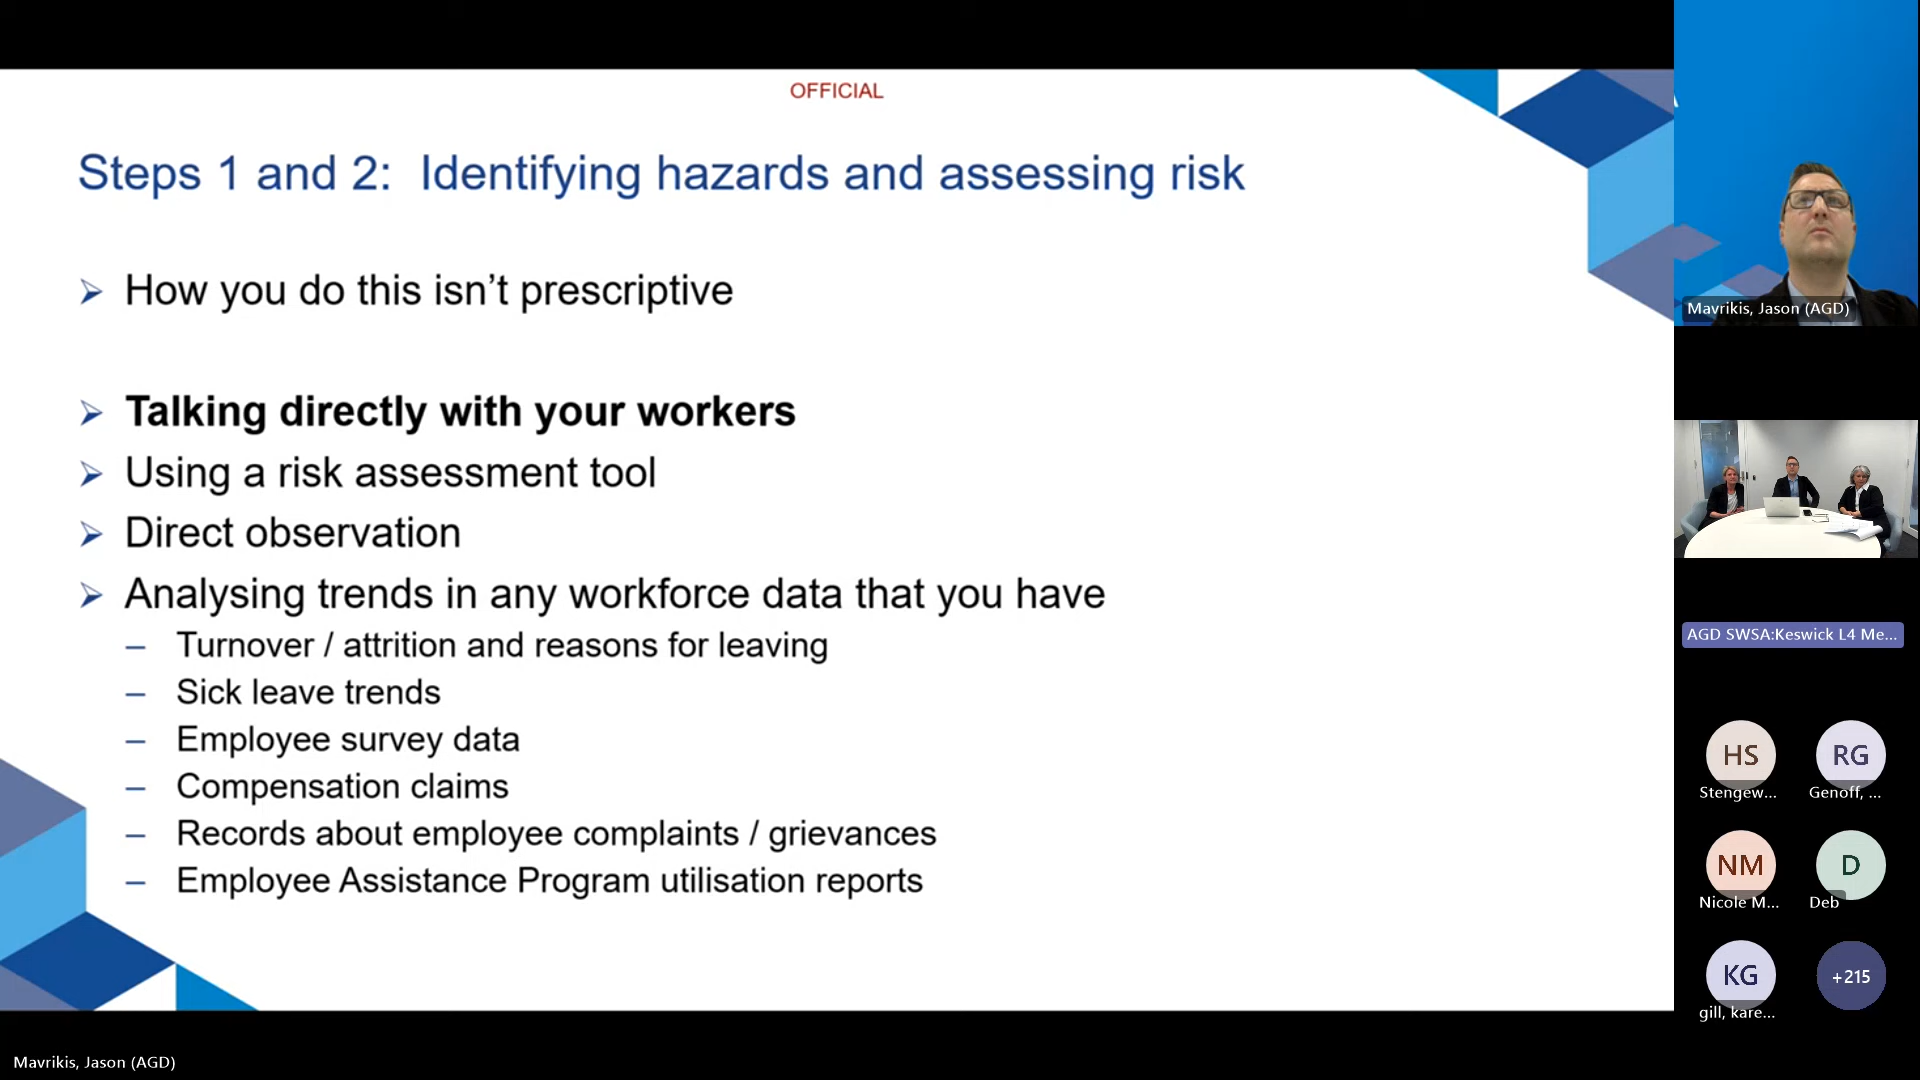 OFFICIAL
Steps 1 and 2: Identifying hazards and assessing risk
How you do this isn’t prescriptive
Talking directly with your workers
Using a risk assessment tool
Direct observation
Analysing trends in any workforce data that you have
– Turnover / attrition and reasons for leaving
– Sick leave trends
– Employee survey data
– Compensation claims
– Records about employee complaints / grievances
– Employee Assistance Program utilisation reports
Mavrikis, Jason (AGD)
AGD SWSA:Keswick L4 Me...
HS
RG
Stengew...
Genoff, ...
NM
D
Nicole M...
Deb
KG
+215
gill, kare...
Mavrikis, Jason (AGD)